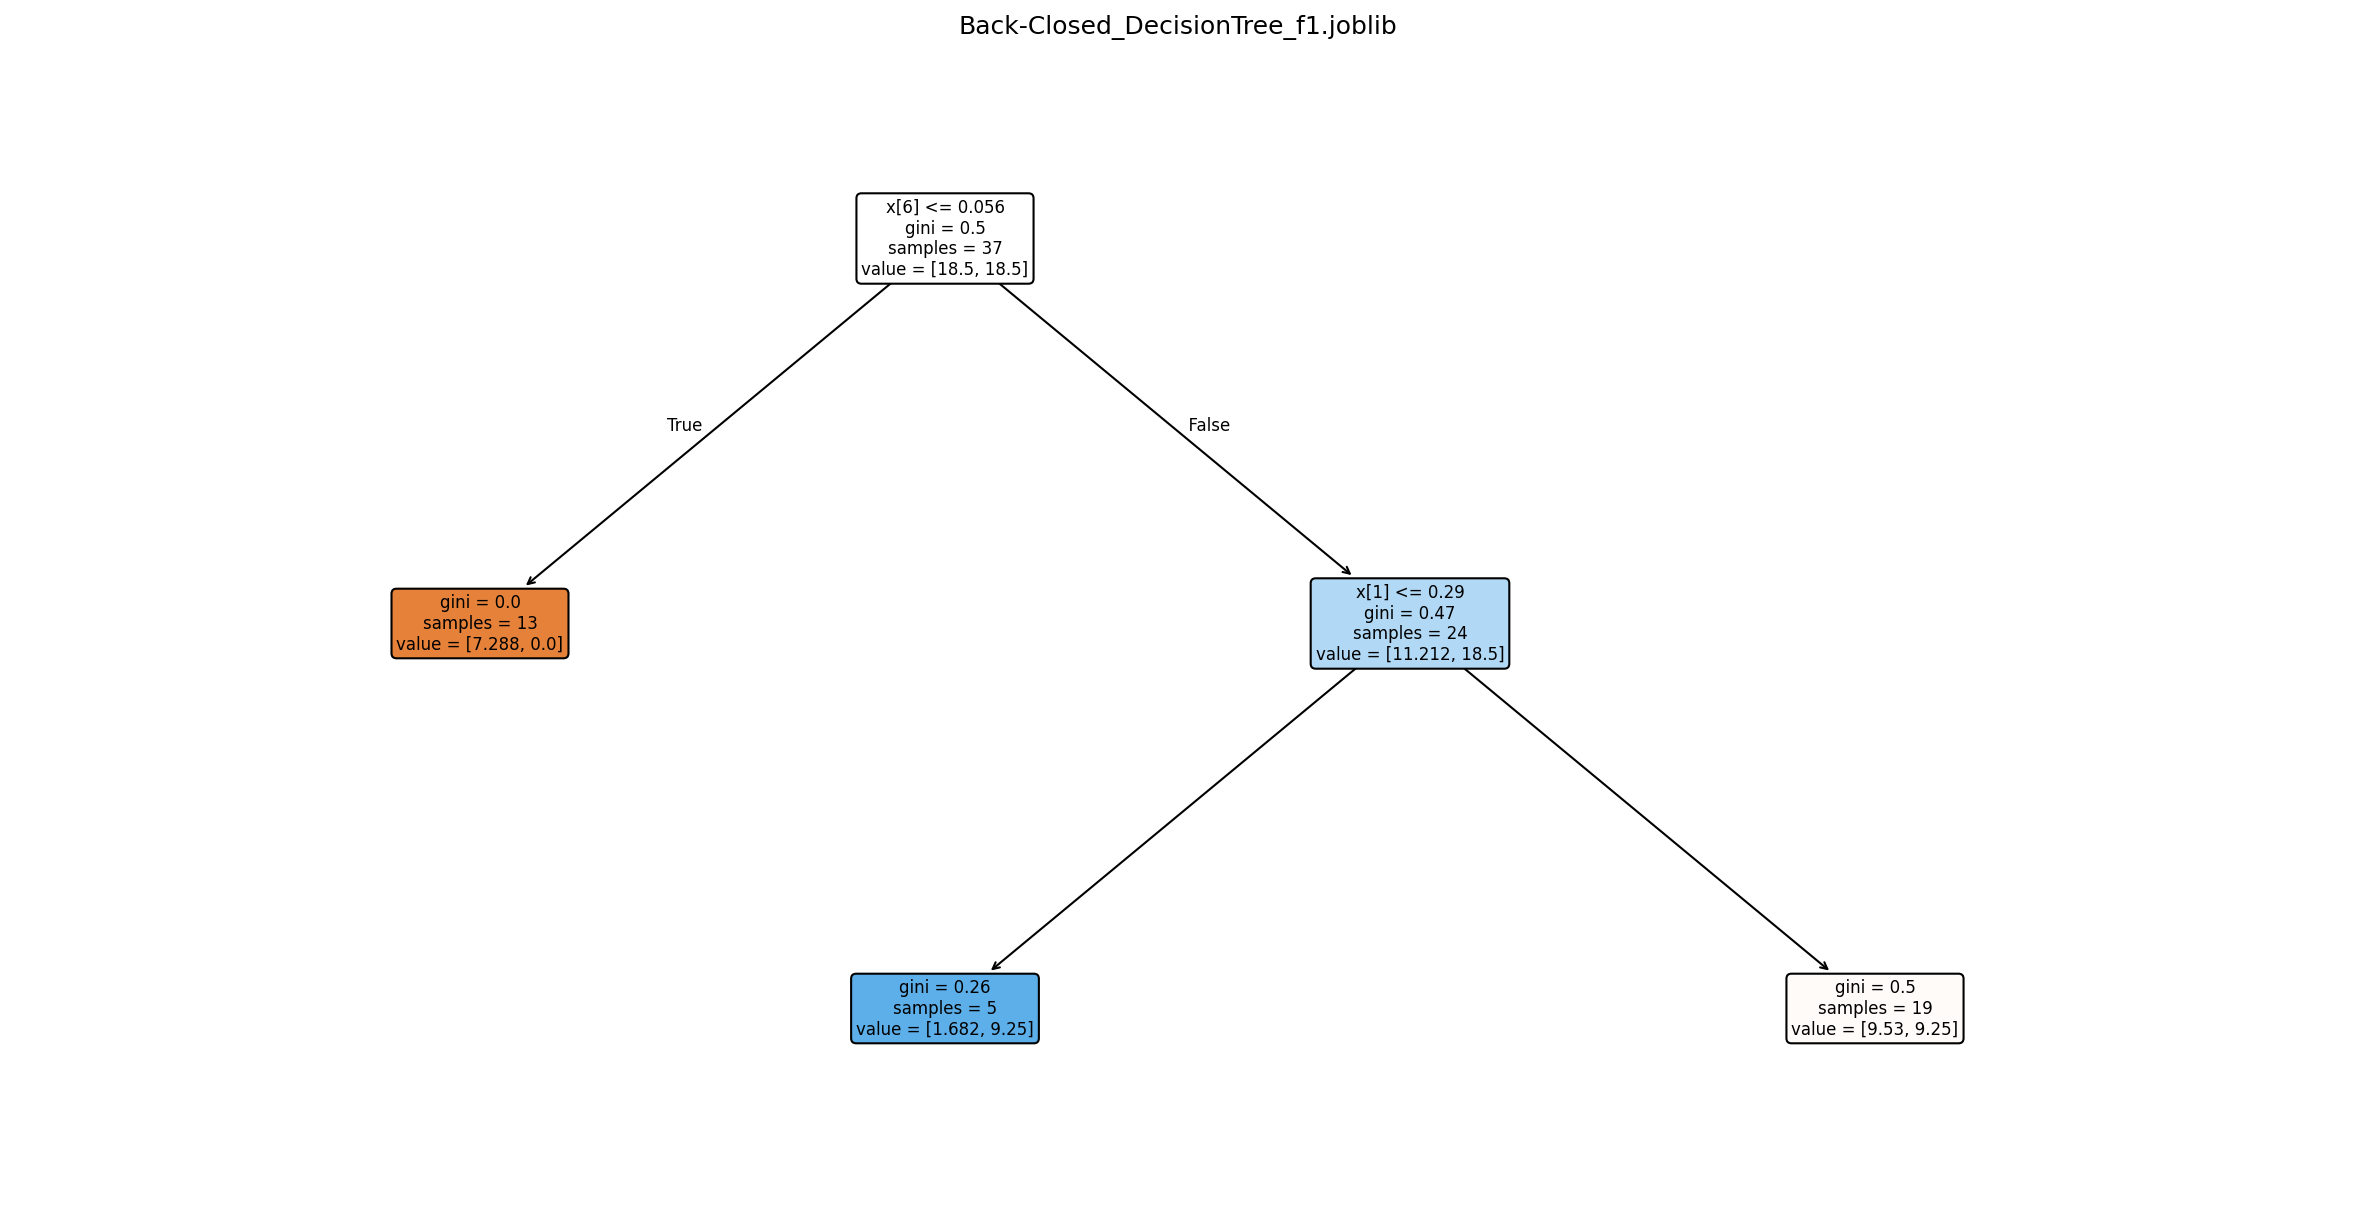 Back-Closed_DecisionTree_f1.joblib
x[6] <= 0.056
gini = 0.5
samples = 37
value = [18.5, 18.5]
True
False
gini = 0.0
samples = 13
value = [7.288, 0.0]
x[1] <= 0.29
gini = 0.47
samples = 24
value = [11.212, 18.5]
gini = 0.26
samples = 5
value = [1.682, 9.25]
gini = 0.5
samples = 19
value = [9.53, 9.25]